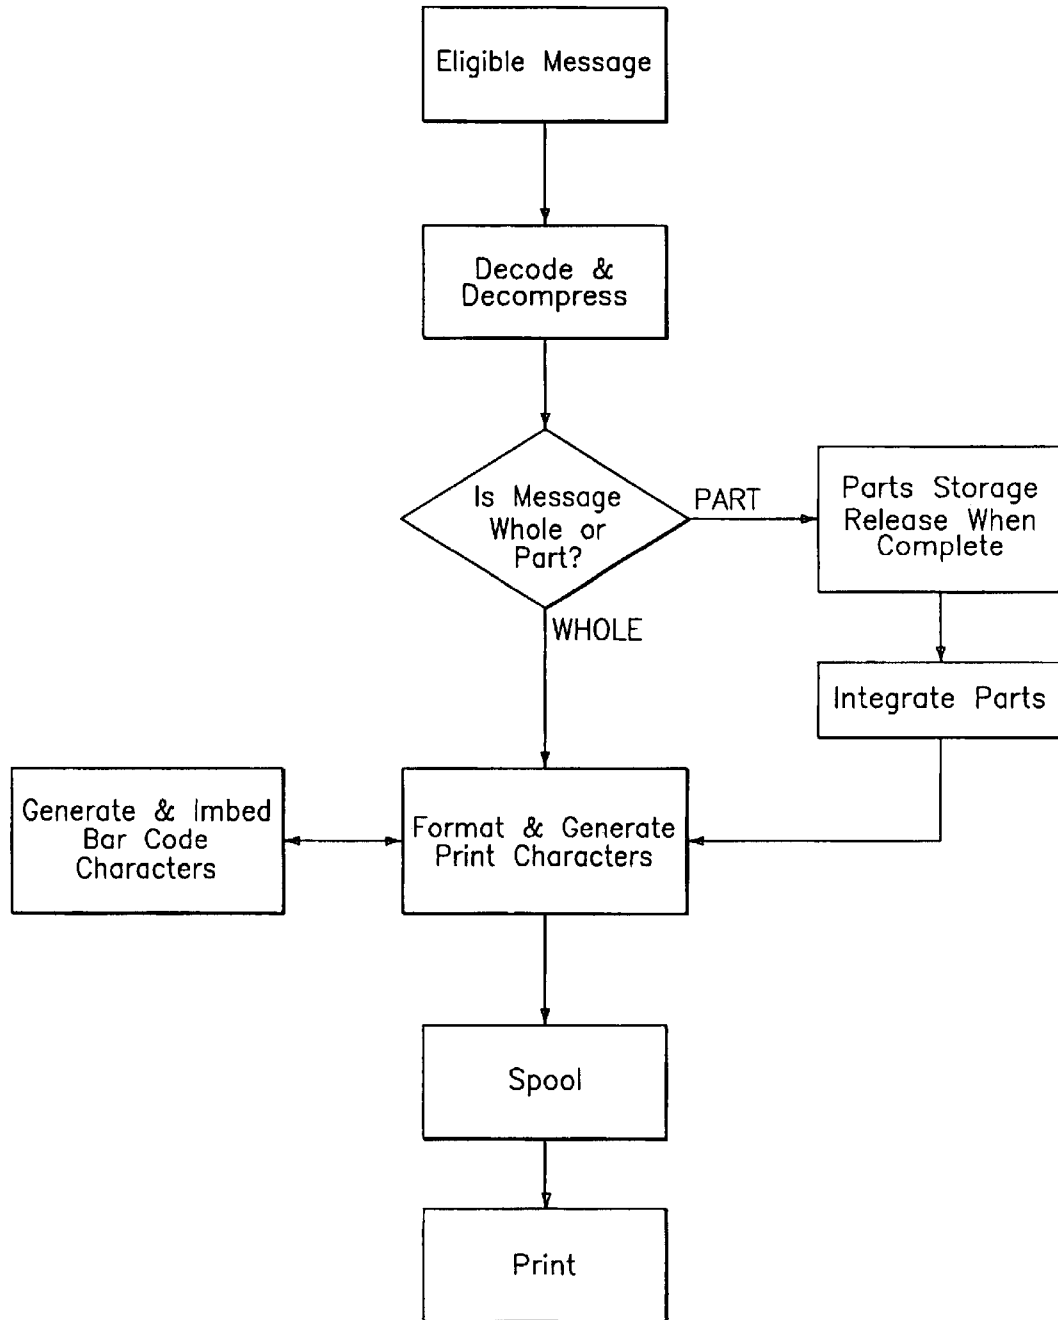 Eligible Message
Decode &
Decompress
Is Message
Whole or
Part?
PART
Parts Storage
Release When
Complete
WHOLE
Integrate Parts
Generate & Imbed
Bar Code
Characters
Format & Generate
Print Characters
Spool
Print